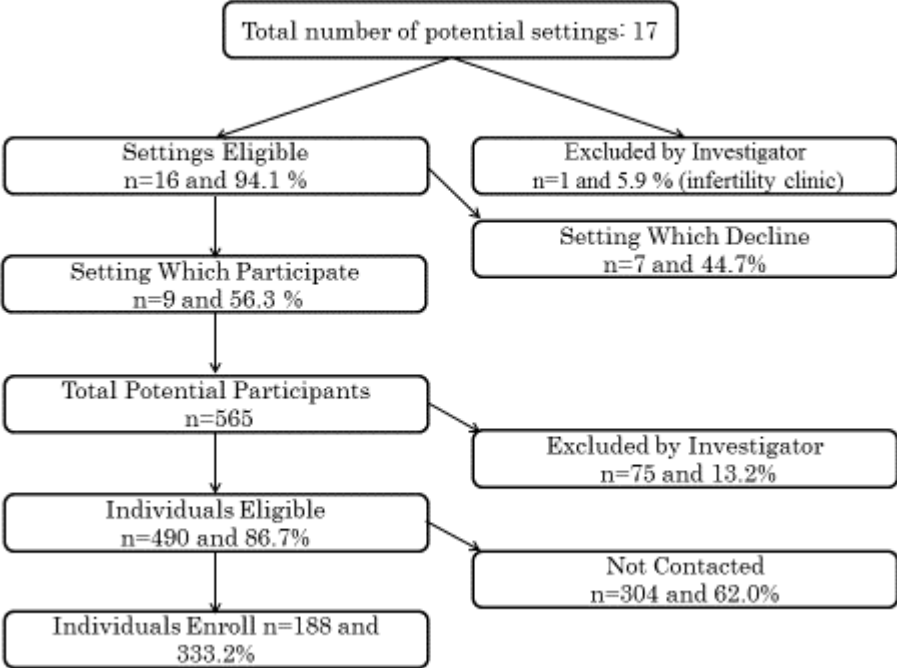 Total number of potential settings: 17
Settings Eligible
n=16 and 94.1 %
Excluded by Investigator
n=1 and 5.9 % (infertility clinic)
Setting Which Decline
n=7 and 44.7%
Setting Which Participate
n=9 and 56.3 %
Total Potential Participants
n=565
Excluded by Investigator
n=75 and 13.2%
Individuals Eligible
n=490 and 86.7%
Not Contacted
n=304 and 62.0%
Individuals Enroll n=188 and
333.2%